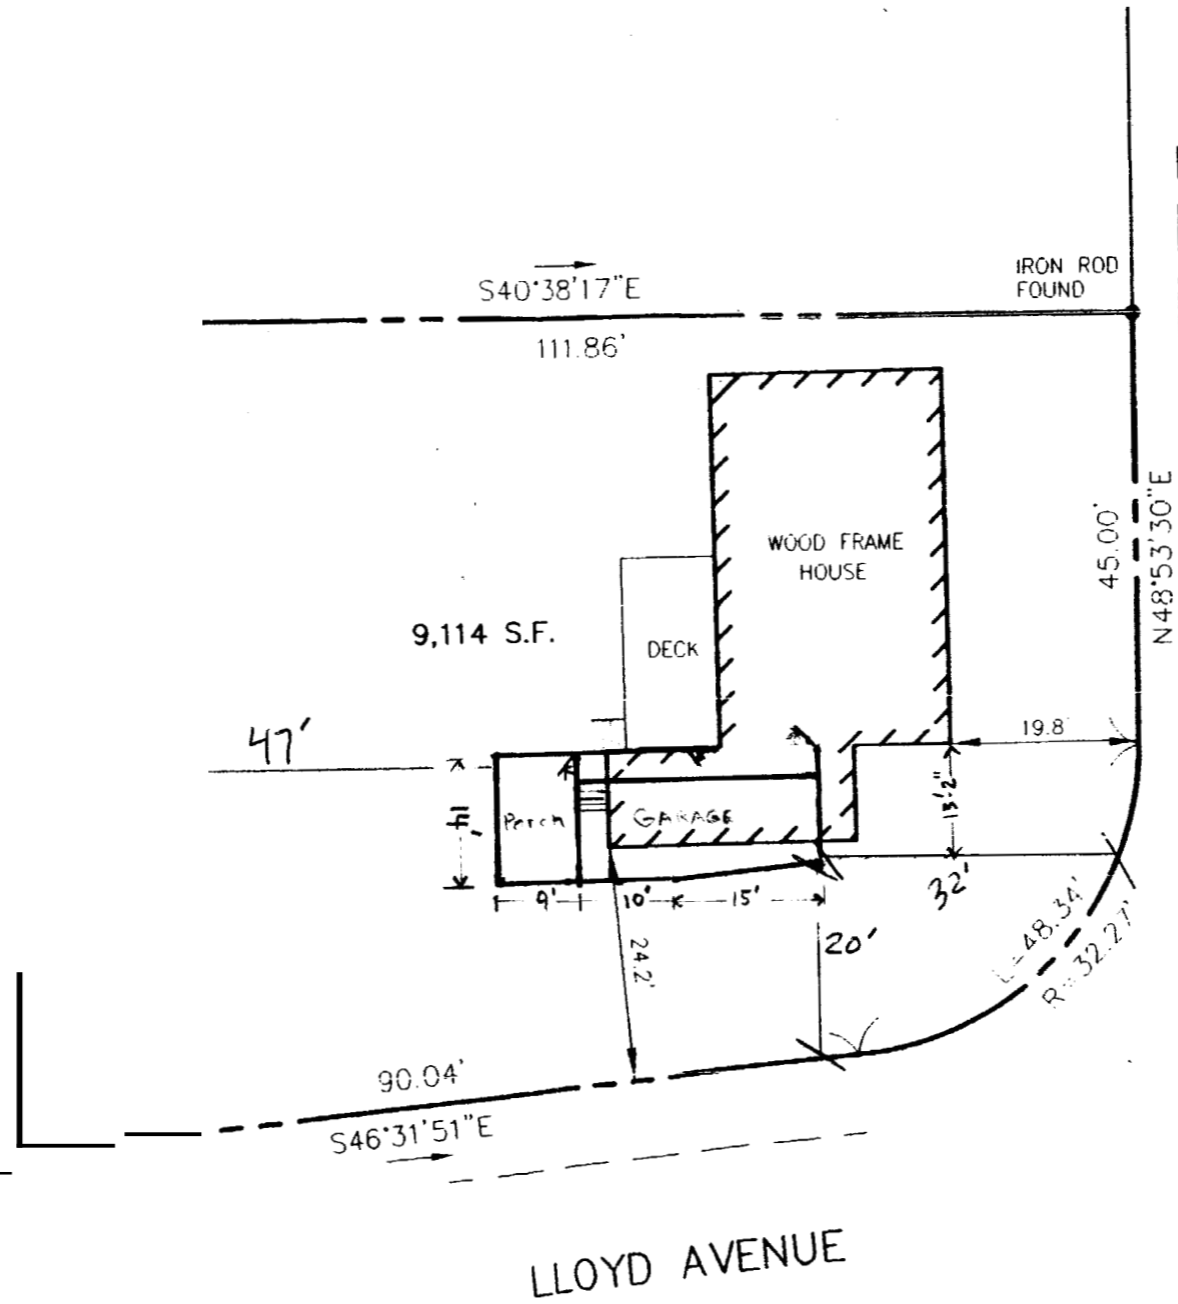 IRON ROD
FOUND
S40°38'17"E
111.86'
WOOD FRAME
HOUSE
45.00'
N48°53'30"E
9,114 S.F.
DECK
47'
19.8
Porch
GARAGE
13'2"
9'
10'
15'
32'
20'
24.2'
L=48.34'
R=32.27'
90.04'
S46°31'51"E
LLOYD AVENUE